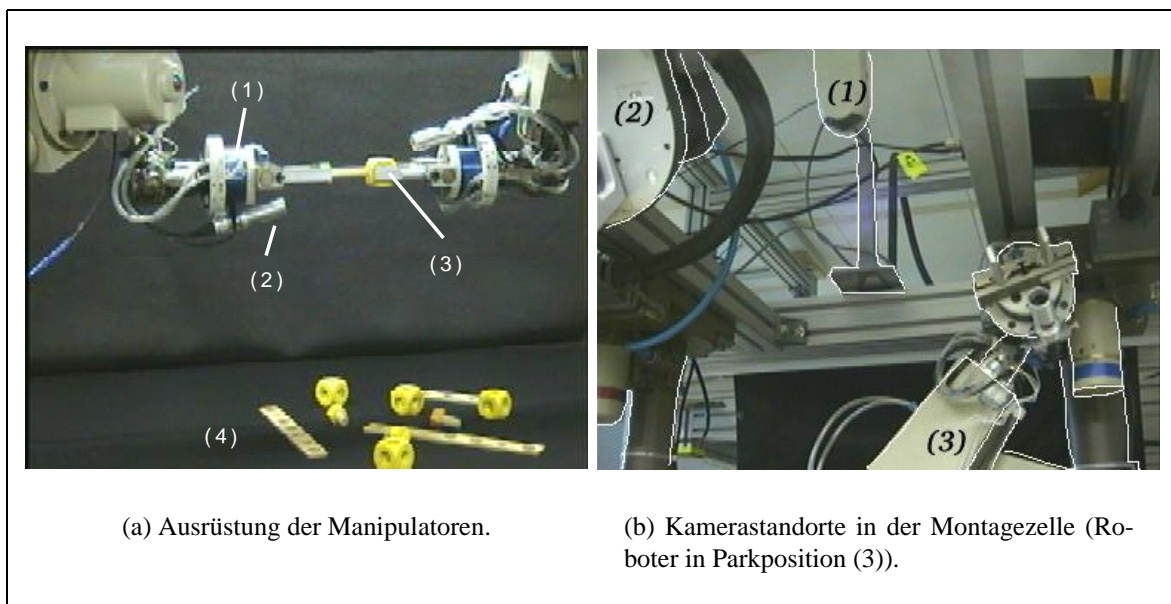 (1)
(2)
(3)
(4)
(2)
(1)
(3)
(a) Ausrüstung der Manipulatoren.
(b) Kamerastandorte in der Montagezelle (Ro-
boter in Parkposition (3)).